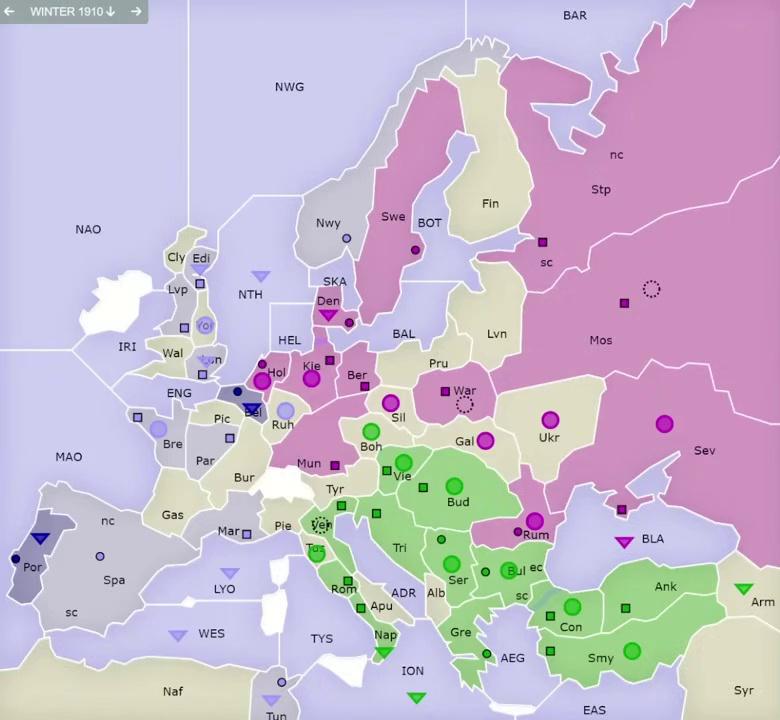 ← WINTER 1910↓ →
BAR
NWG
nc
Stp
NAO
Swe
BOT
Fin
Nwy
Cly
Edi
sc
SKA
NTH
Den
Lvp
Yor
Mos
IRI
HEL
BAL
Lvn
Wal
Lon
Hol
Kie
Pru
Ber
ENG
War
Bel
Sil
Pic
Ruh
Gal
Ukr
Bre
Boh
MAO
Par
Mun
Vie
Sev
Bur
Tyr
Bud
nc
Gas
Mar
Pie
Ven
Rum
BLA
Por
Tri
Tus
Spa
Ser
Bul
ec
LYO
Rom
Ank
sc
ADR
Alb
sc
Arm
Apu
Con
WES
TYS
Nap
Gre
AEG
Smy
ION
Naf
Syr
Tun
EAS